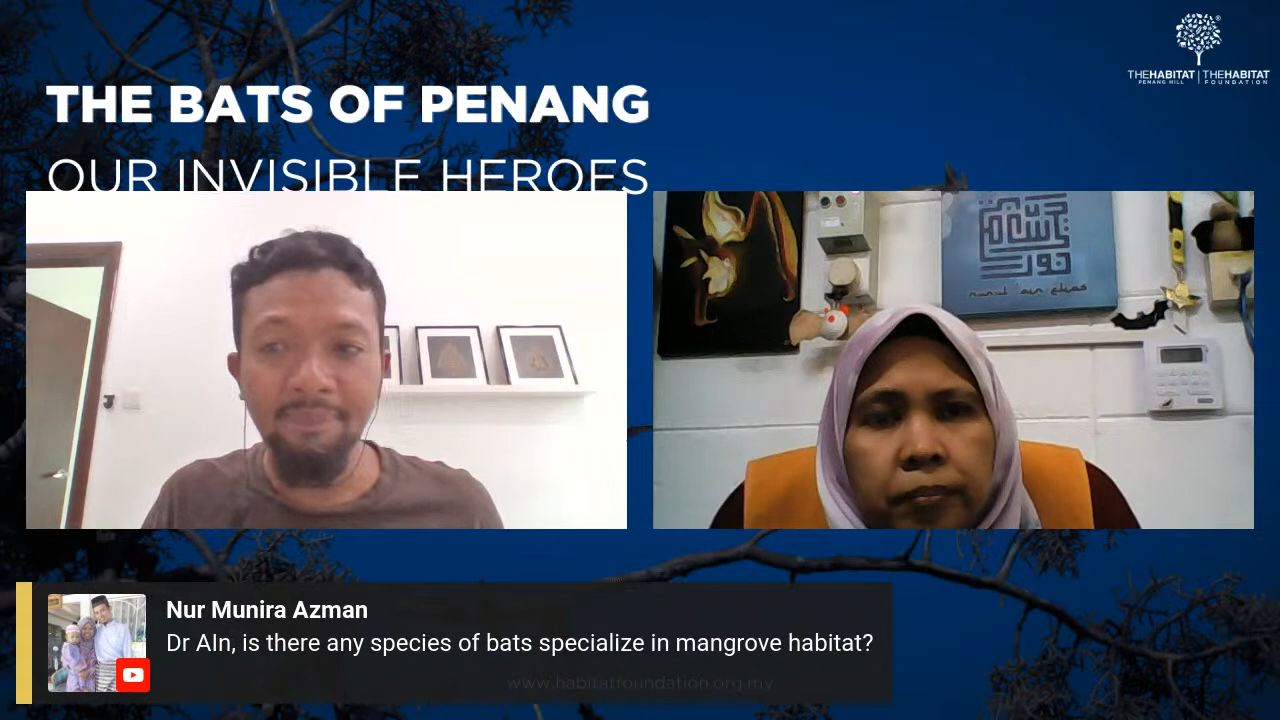 THE HABITAT | THE HABITAT
PENANG HILL FOUNDATION
THE BATS OF PENANG
OUR INVISIBLE HEROES
Nur Munira Azman
Dr AIn, is there any species of bats specialize in mangrove habitat?
www.habitatfoundation.org.my